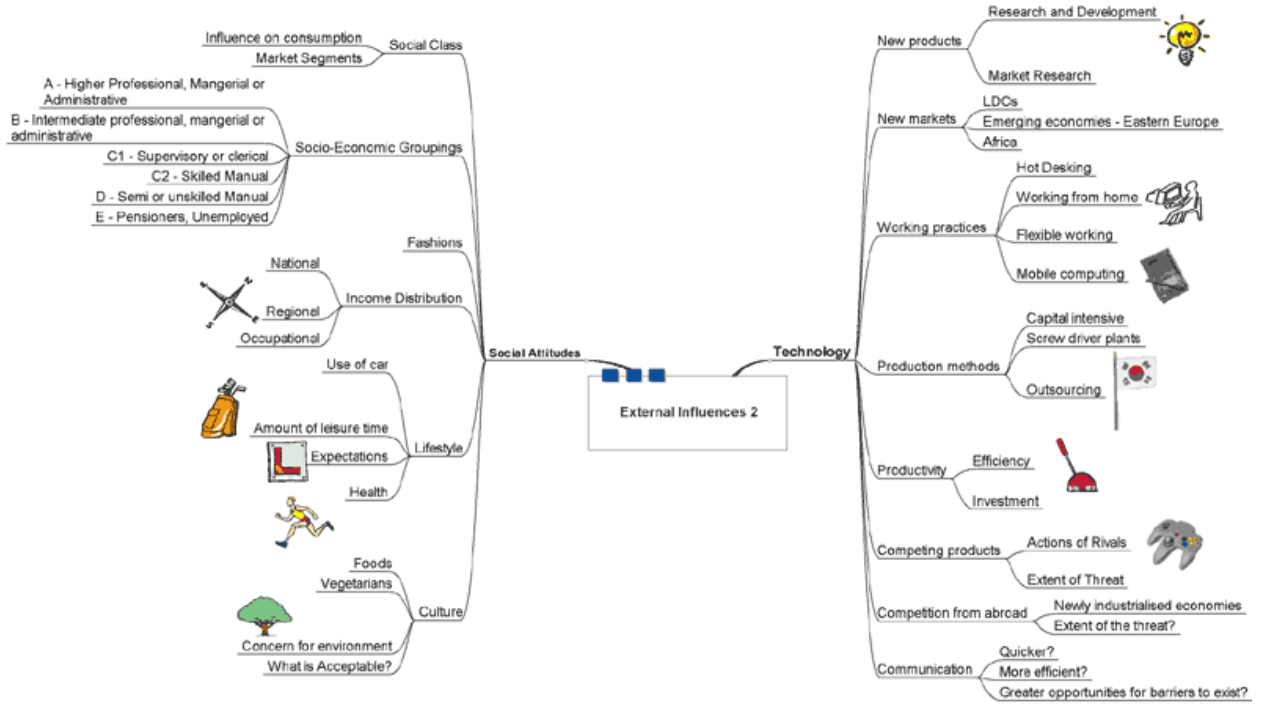 Influence on consumption
Market Segments
Social Class
A - Higher Professional, Mangerial or
Administrative
B - Intermediate professional, mangerial or
administrative
C1 - Supervisory or clerical
C2 - Skilled Manual
D - Semi or unskilled Manual
E - Pensioners, Unemployed
Socio-Economic Groupings
Fashions
National
Regional
Occupational
Income Distribution
N
E
S
Use of car
Amount of leisure time
Expectations
Health
Lifestyle
L
Foods
Vegetarians
Concern for environment
What is Acceptable?
Culture
Social Attitudes
External Influences 2
Technology
New products
Research and Development
Market Research
New markets
LDCs
Emerging economies - Eastern Europe
Africa
Working practices
Hot Desking
Working from home
Flexible working
Mobile computing
Production methods
Capital intensive
Screw driver plants
Outsourcing
Productivity
Efficiency
Investment
Competing products
Actions of Rivals
Extent of Threat
Competition from abroad
Newly industrialised economies
Extent of the threat?
Communication
Quicker?
More efficient?
Greater opportunities for barriers to exist?